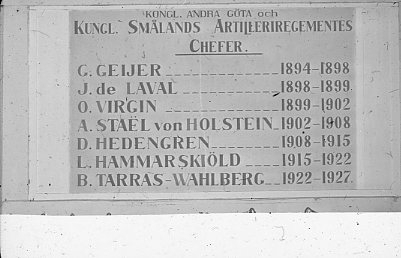 KUNGL. ANDRA GÖTA och
KUNGL. SMÅLANDS ARTILLERIREGEMENTES
CHEFER.
G. GEIJER 1894-1898
J. de LAVAL 1898-1899
O. VIRGIN 1899-1902
A. STAËL von HOLSTEIN 1902-1908
D. HEDENGREN 1908-1915
L. HAMMARSKIÖLD 1915-1922
B. TARRAS-WAHLBERG 1922-1927